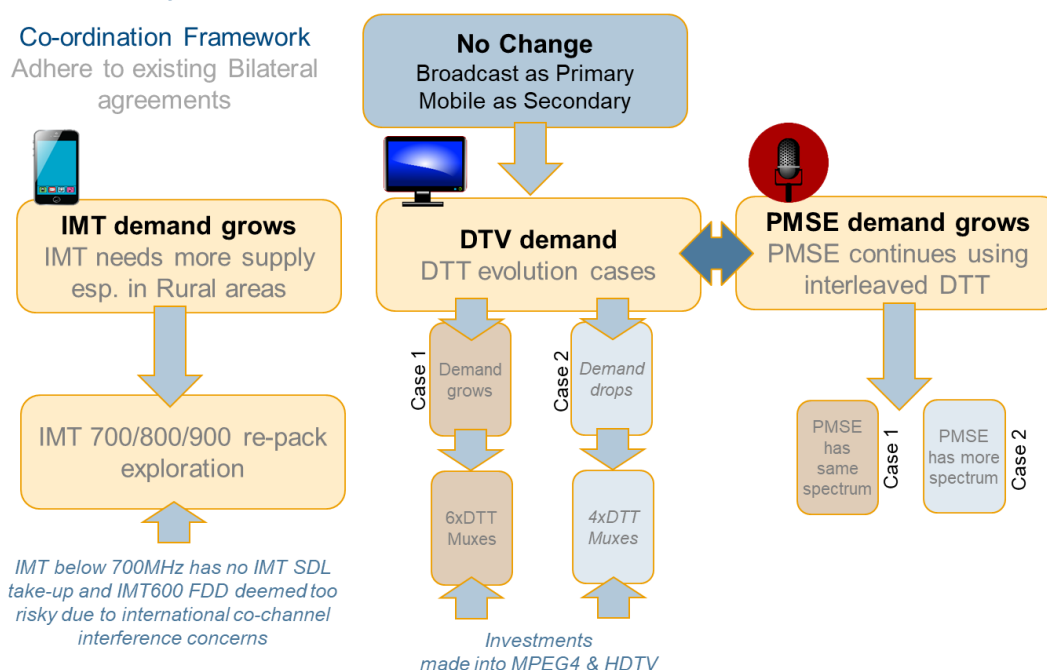 Co-ordination Framework
Adhere to existing Bilateral
agreements
No Change
Broadcast as Primary
Mobile as Secondary
IMT demand grows
IMT needs more supply
esp. in Rural areas
DTV demand
DTT evolution cases
PMSE demand grows
PMSE continues using
interleaved DTT
Case 1
Demand
grows
Case 2
Demand
drops
IMT 700/800/900 re-pack
exploration
PMSE
has
same
spectrum
Case 1
PMSE
has more
spectrum
Case 2
6xDTT
Muxes
4xDTT
Muxes
IMT below 700MHz has no IMT SDL
take-up and IMT600 FDD deemed too
risky due to international co-channel
interference concerns
Investments
made into MPEG4 & HDTV